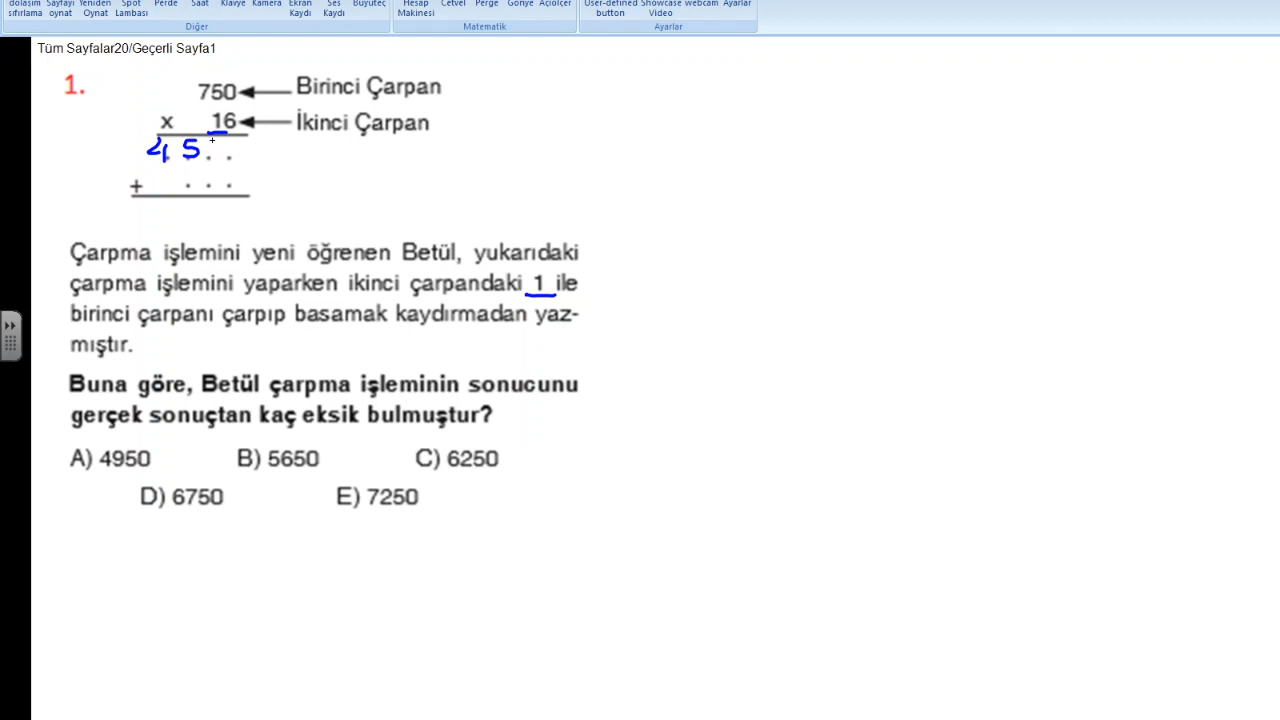 dolaşım Sayfayı Yeniden Spot Perde Saat Klavye Kamera Ekran Ses Büyüteç Hesap Cetvel Perge Gönye Açıölçer User-defined Showcase webcam Ayarlar
sıfırlama oynat Oynat Lambası Kaydı Kaydı Makinesi button Video
Diğer Matematik Ayarlar
Tüm Sayfalar20/Geçerli Sayfa1
1.
750 Birinci Çarpan
x 16 İkinci Çarpan
4 5 . .
+ . . .
Çarpma işlemini yeni öğrenen Betül, yukarıdaki
çarpma işlemini yaparken ikinci çarpandaki 1 ile
birinci çarpanı çarpıp basamak kaydırmadan yaz-
mıştır.
Buna göre, Betül çarpma işleminin sonucunu
gerçek sonuçtan kaç eksik bulmuştur?
A) 4950 B) 5650 C) 6250
D) 6750 E) 7250